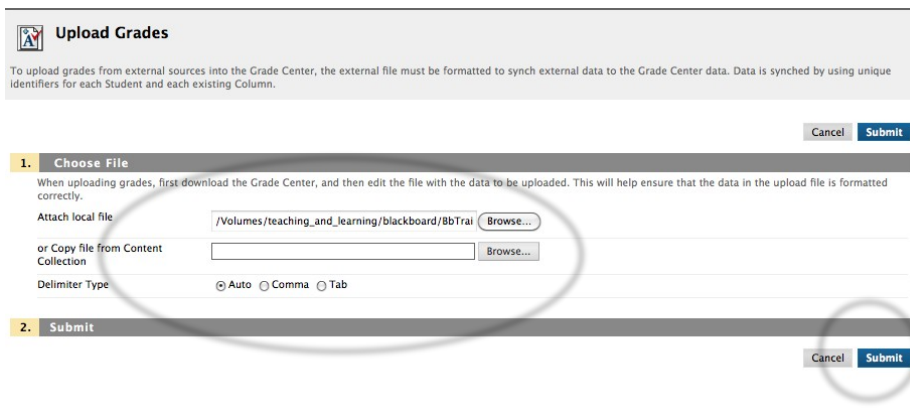 Upload Grades
To upload grades from external sources into the Grade Center, the external file must be formatted to synch external data to the Grade Center data. Data is synched by using unique
identifiers for each Student and each existing Column.
Cancel Submit
1. Choose File
When uploading grades, first download the Grade Center, and then edit the file with the data to be uploaded. This will help ensure that the data in the upload file is formatted
correctly.
Attach local file /Volumes/teaching_and_learning/blackboard/BbTrai Browse...
or Copy file from Content Browse...
Collection
Delimiter Type Auto Comma Tab
2. Submit
Cancel Submit